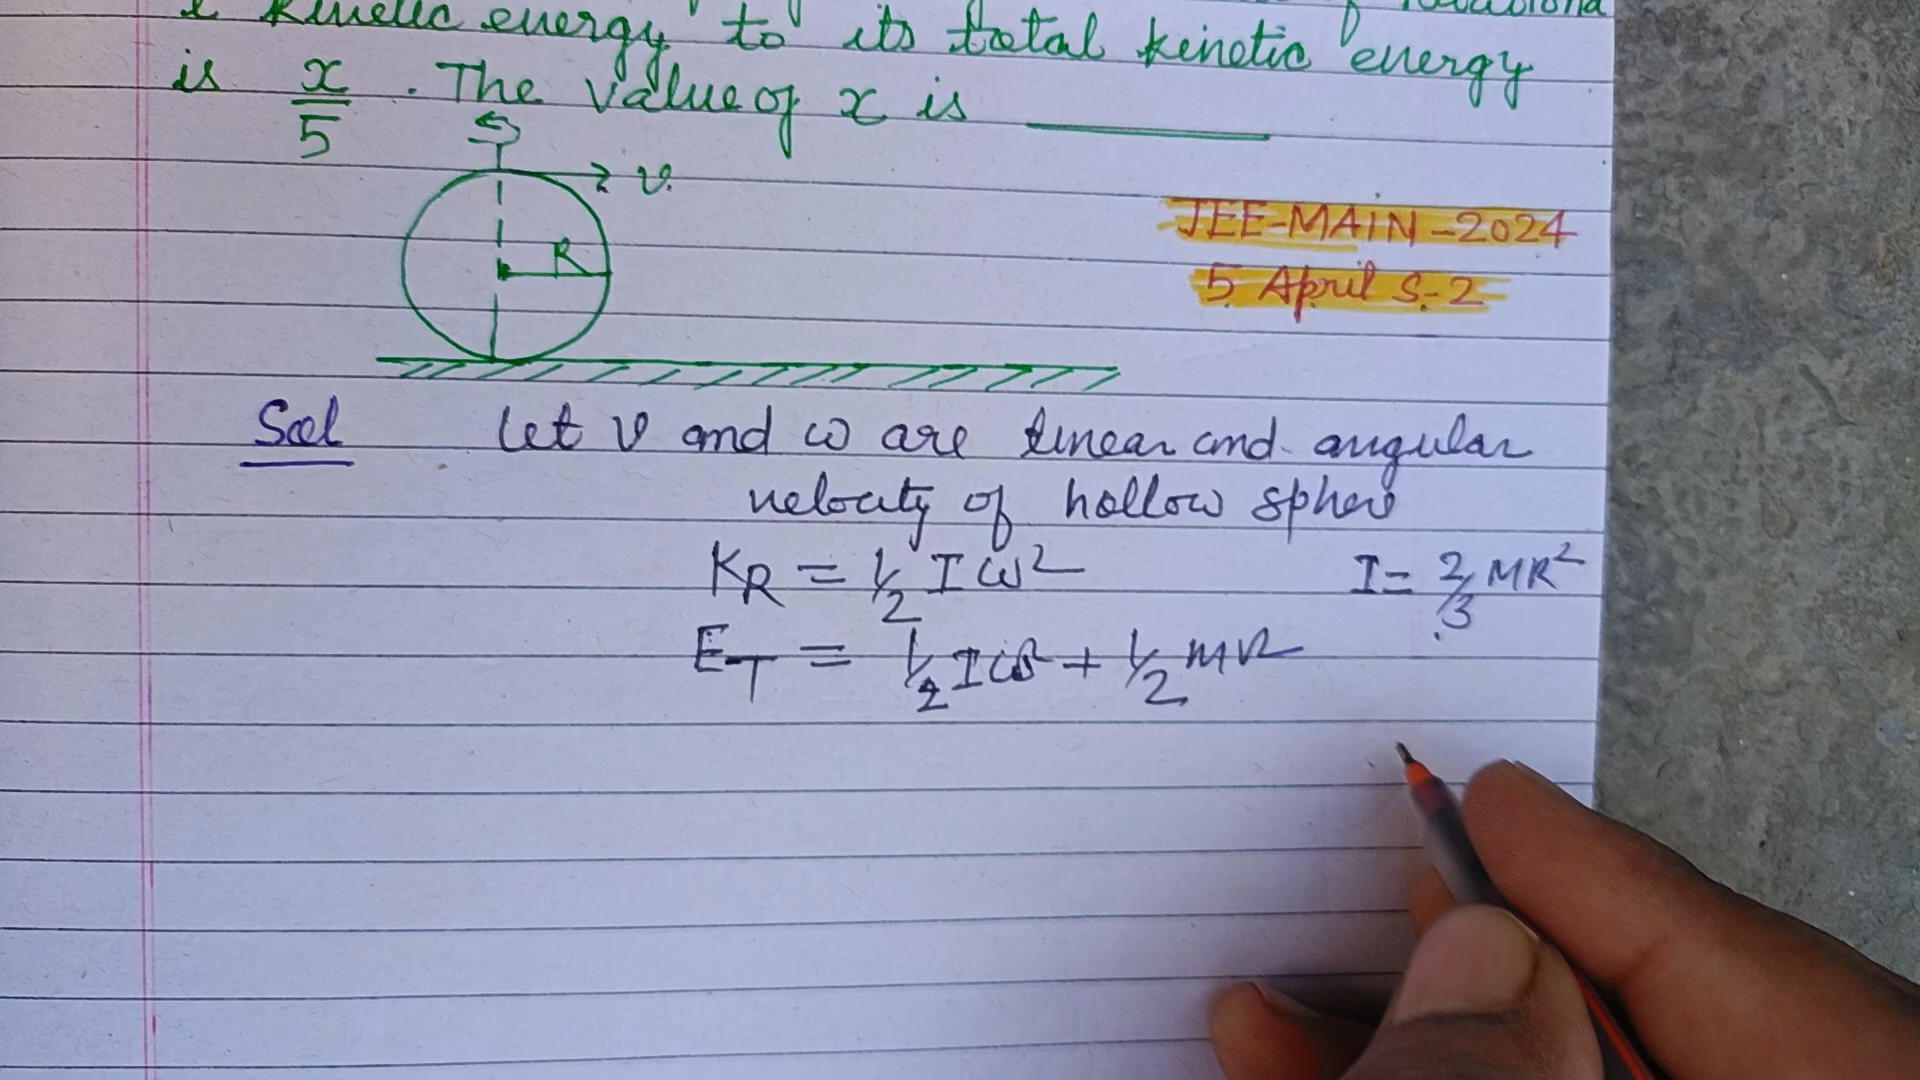 kinetic energy to its total kinetic energy
is x/5 . The value of x is ______
v.
R
JEE-MAIN-2024
5 April S-2
Sol let v and ω are linear and angular
velocity of hollow sphere
K_R = 1/2 I ω² I = 2/3 MR²
E_T = 1/2 Iω² + 1/2 mv²